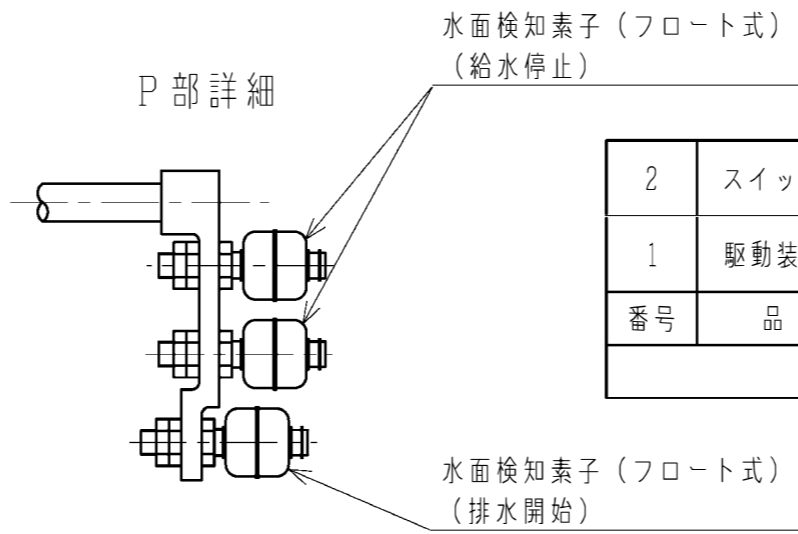 水面検知素子（フロート式）
（給水停止）
P部詳細
2 スイッ
1 駆動装
番号 品
水面検知素子（フロート式）
（排水開始）